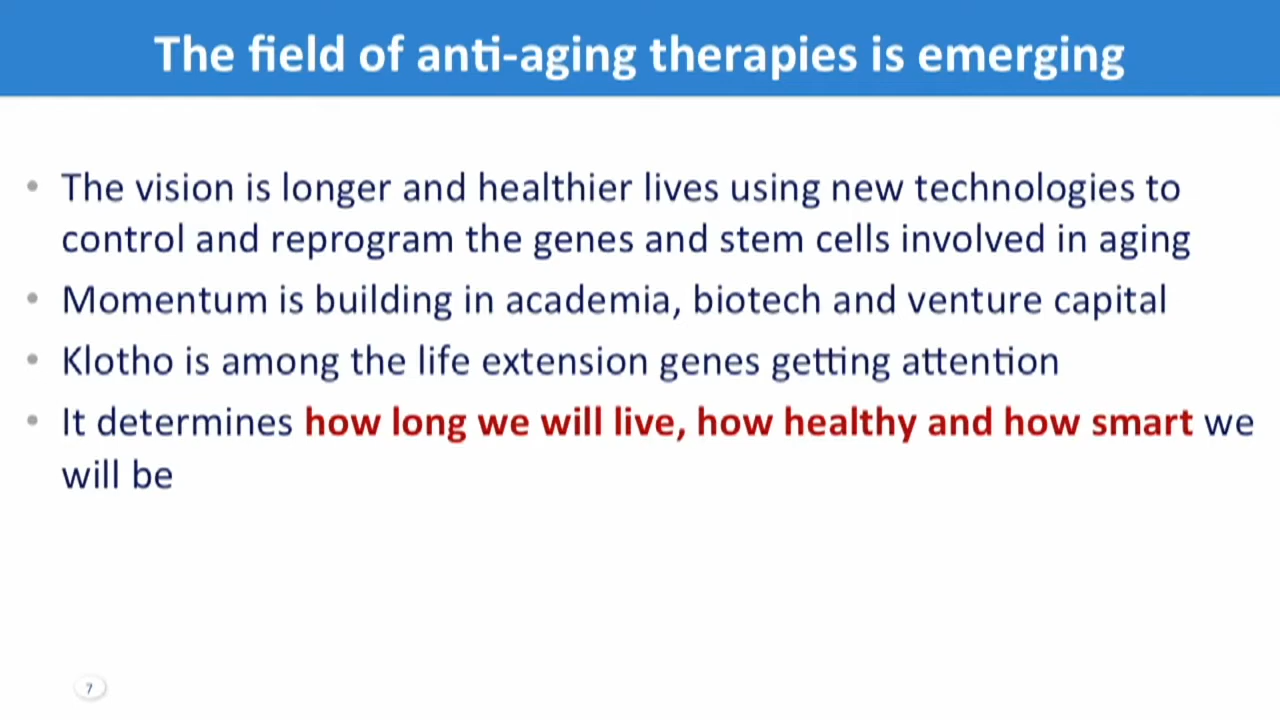 The field of anti-aging therapies is emerging
• The vision is longer and healthier lives using new technologies to
control and reprogram the genes and stem cells involved in aging
• Momentum is building in academia, biotech and venture capital
• Klotho is among the life extension genes getting attention
• It determines how long we will live, how healthy and how smart we
will be
7